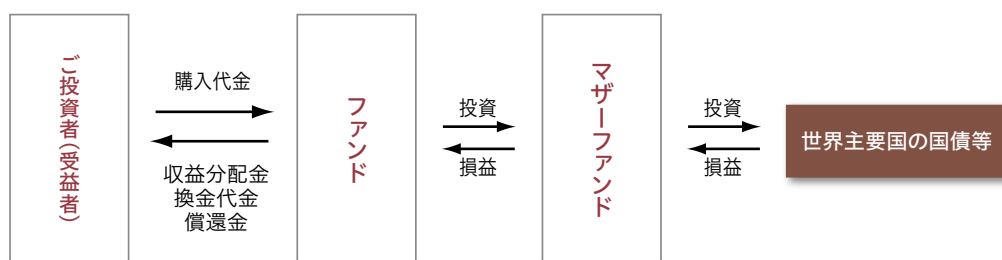 ご投資者(受益者)
購入代金
収益分配金
換金代金
償還金
ファンド
投資
損益
マザーファンド
投資
損益
世界主要国の国債等